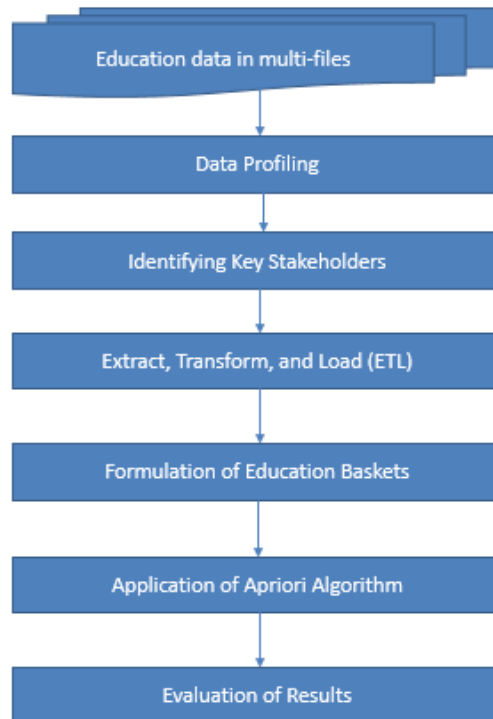 Education data in multi-files
Data Profiling
Identifying Key Stakeholders
Extract, Transform, and Load (ETL)
Formulation of Education Baskets
Application of Apriori Algorithm
Evaluation of Results